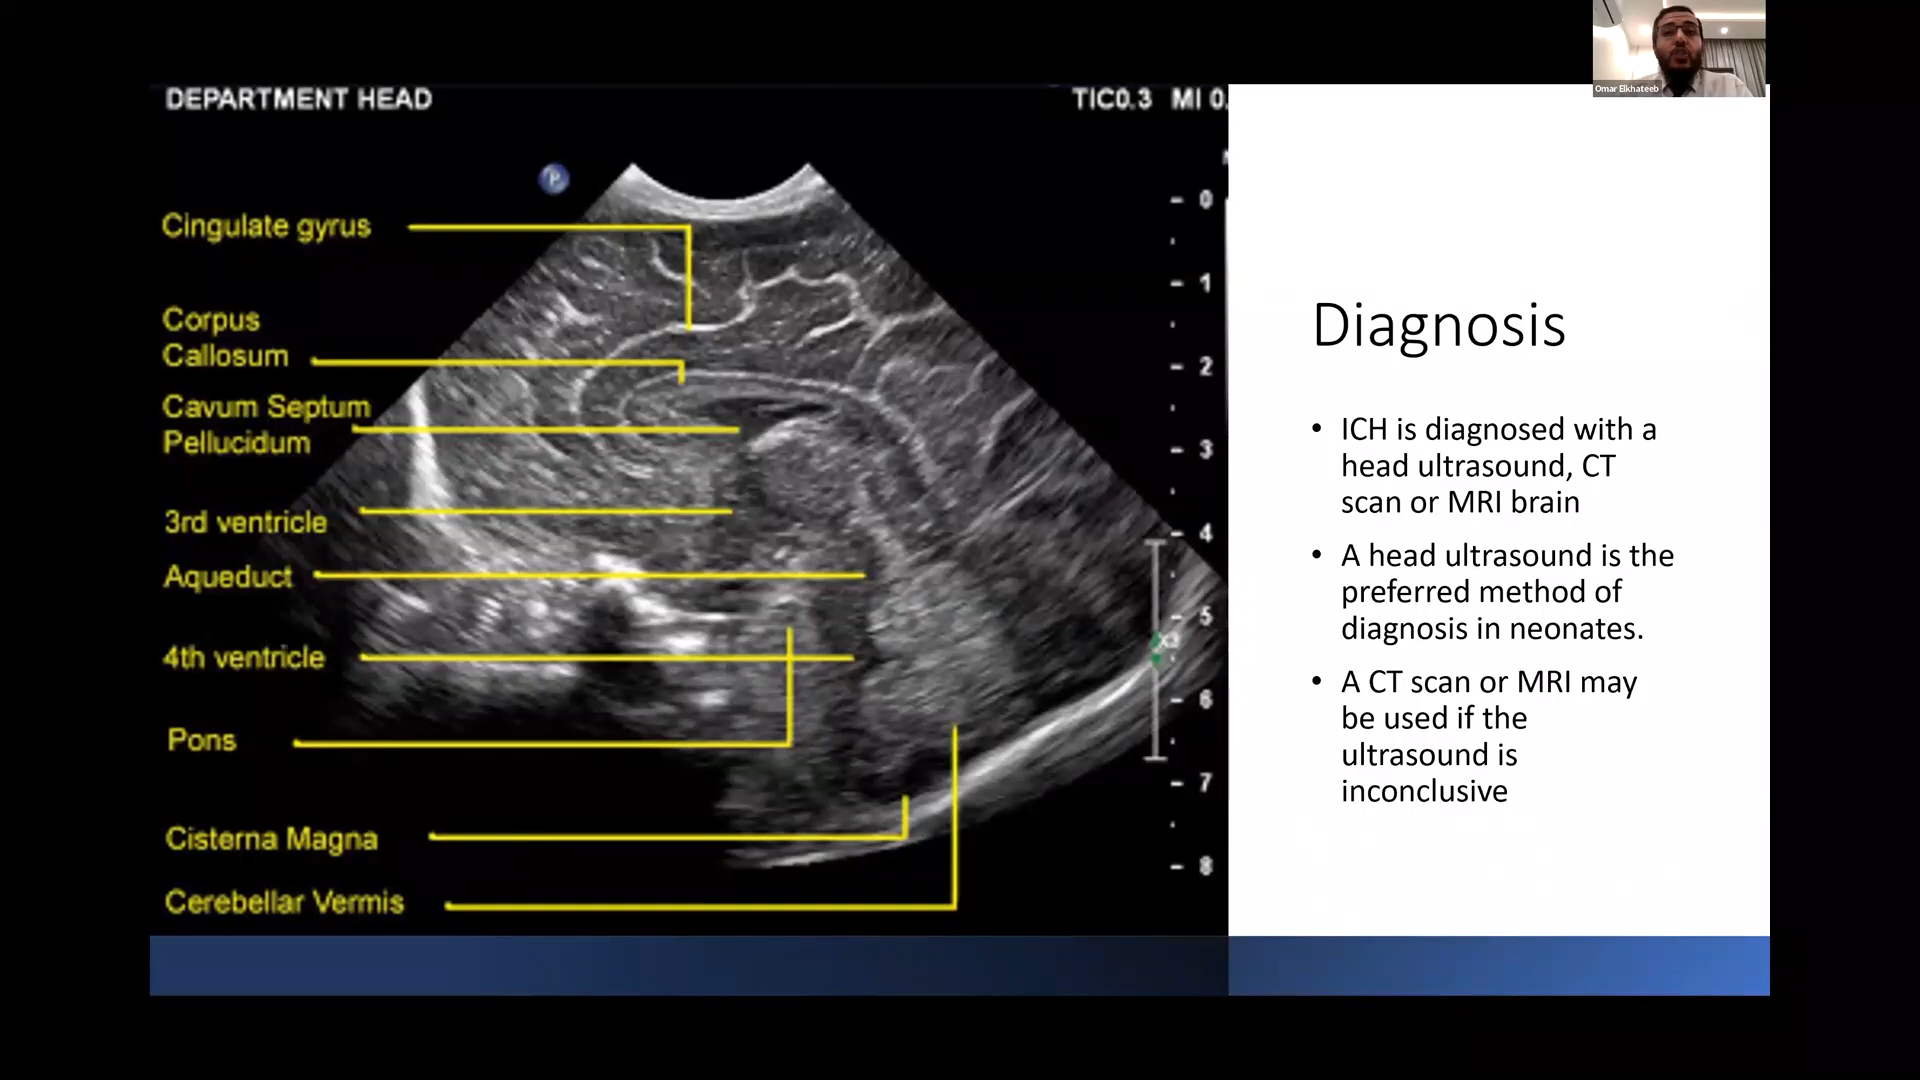 Omar Elkhateeb
DEPARTMENT HEAD
TIC0.3 MI 0.
P
Cingulate gyrus
Corpus
Callosum
Cavum Septum
Pellucidum
3rd ventricle
Aqueduct
4th ventricle
Pons
Cisterna Magna
Cerebellar Vermis
0
1
2
3
4
5
X3
6
7
8
Diagnosis
• ICH is diagnosed with a
head ultrasound, CT
scan or MRI brain
• A head ultrasound is the
preferred method of
diagnosis in neonates.
• A CT scan or MRI may
be used if the
ultrasound is
inconclusive